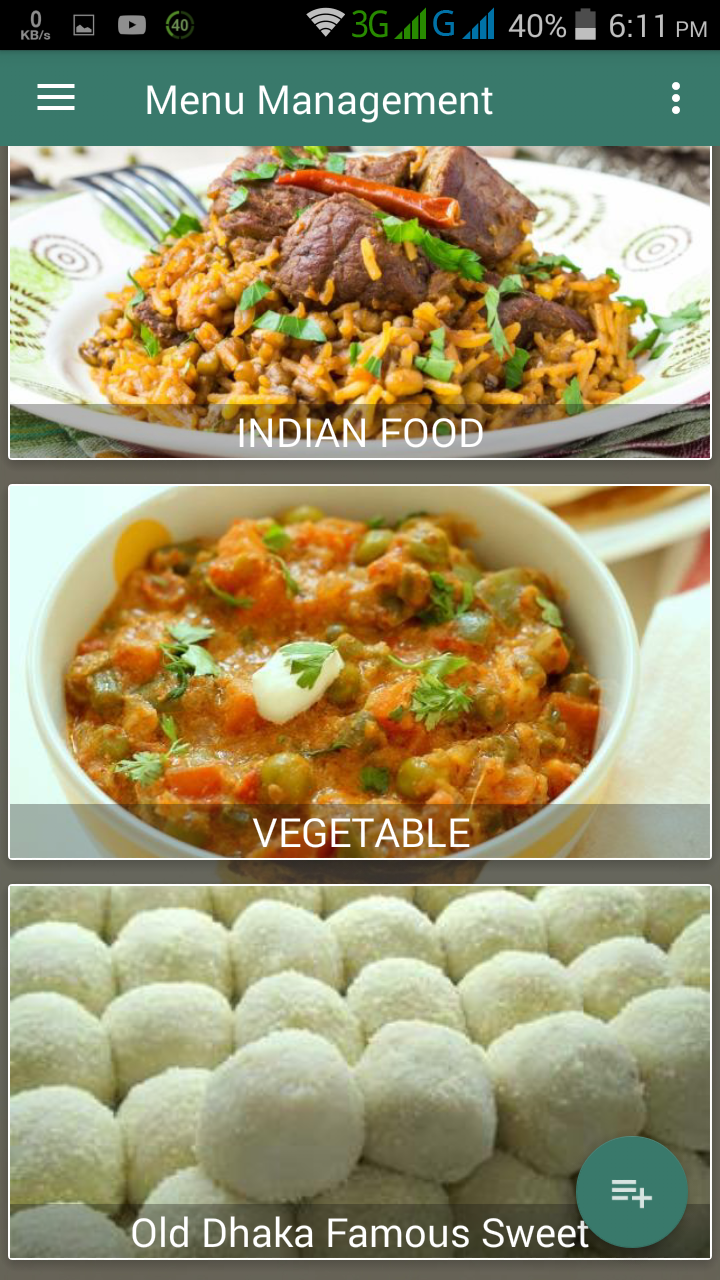 0
KB/s
40
3G
G
40%
6:11 PM
Menu Management
INDIAN FOOD
VEGETABLE
Old Dhaka Famous Sweet